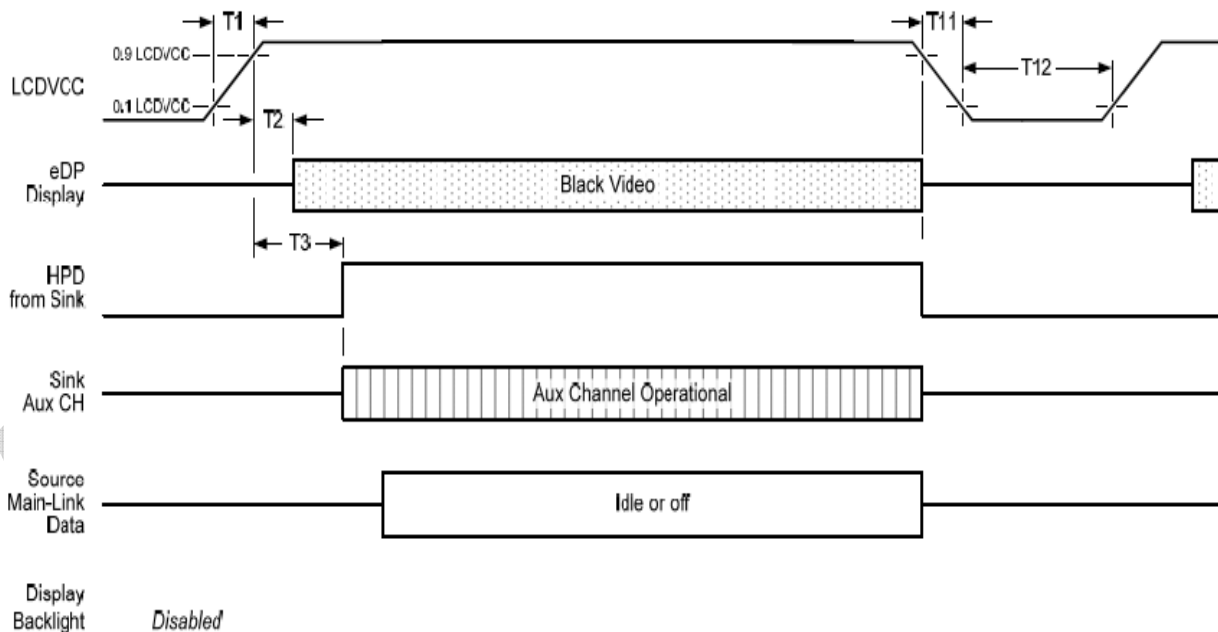 T1
T11
0.9 LCDVCC
LCDVCC
T12
0.1 LCDVCC
T2
eDP
Display
Black Video
T3
HPD
from Sink
Sink
Aux CH
Aux Channel Operational
Source
Main-Link
Data
Idle or off
Display
Backlight
Disabled